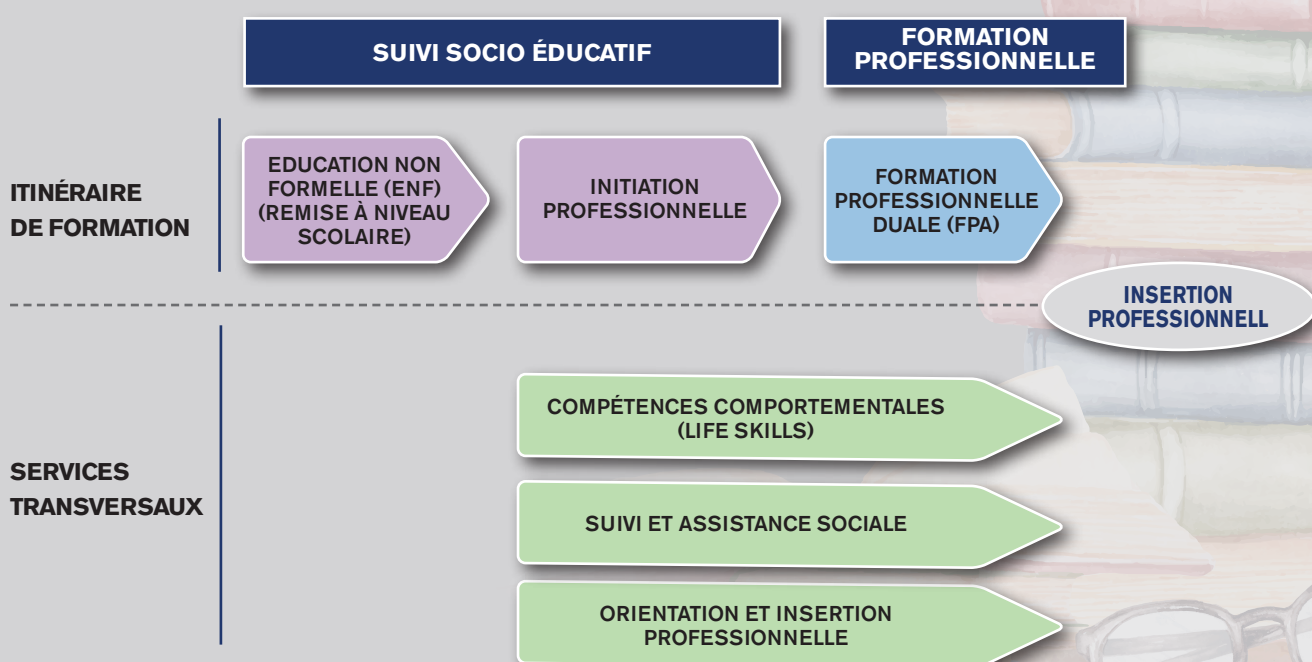 SUIVI SOCIO ÉDUCATIF
FORMATION
PROFESSIONNELLE
ITINÉRAIRE
DE FORMATION
EDUCATION NON
FORMELLE (ENF)
(REMISE À NIVEAU
SCOLAIRE)
INITIATION
PROFESSIONNELLE
FORMATION
PROFESSIONNELLE
DUALE (FPA)
INSERTION
PROFESSIONNELL
SERVICES
TRANSVERSAUX
COMPÉTENCES COMPORTEMENTALES
(LIFE SKILLS)
SUIVI ET ASSISTANCE SOCIALE
ORIENTATION ET INSERTION
PROFESSIONNELLE